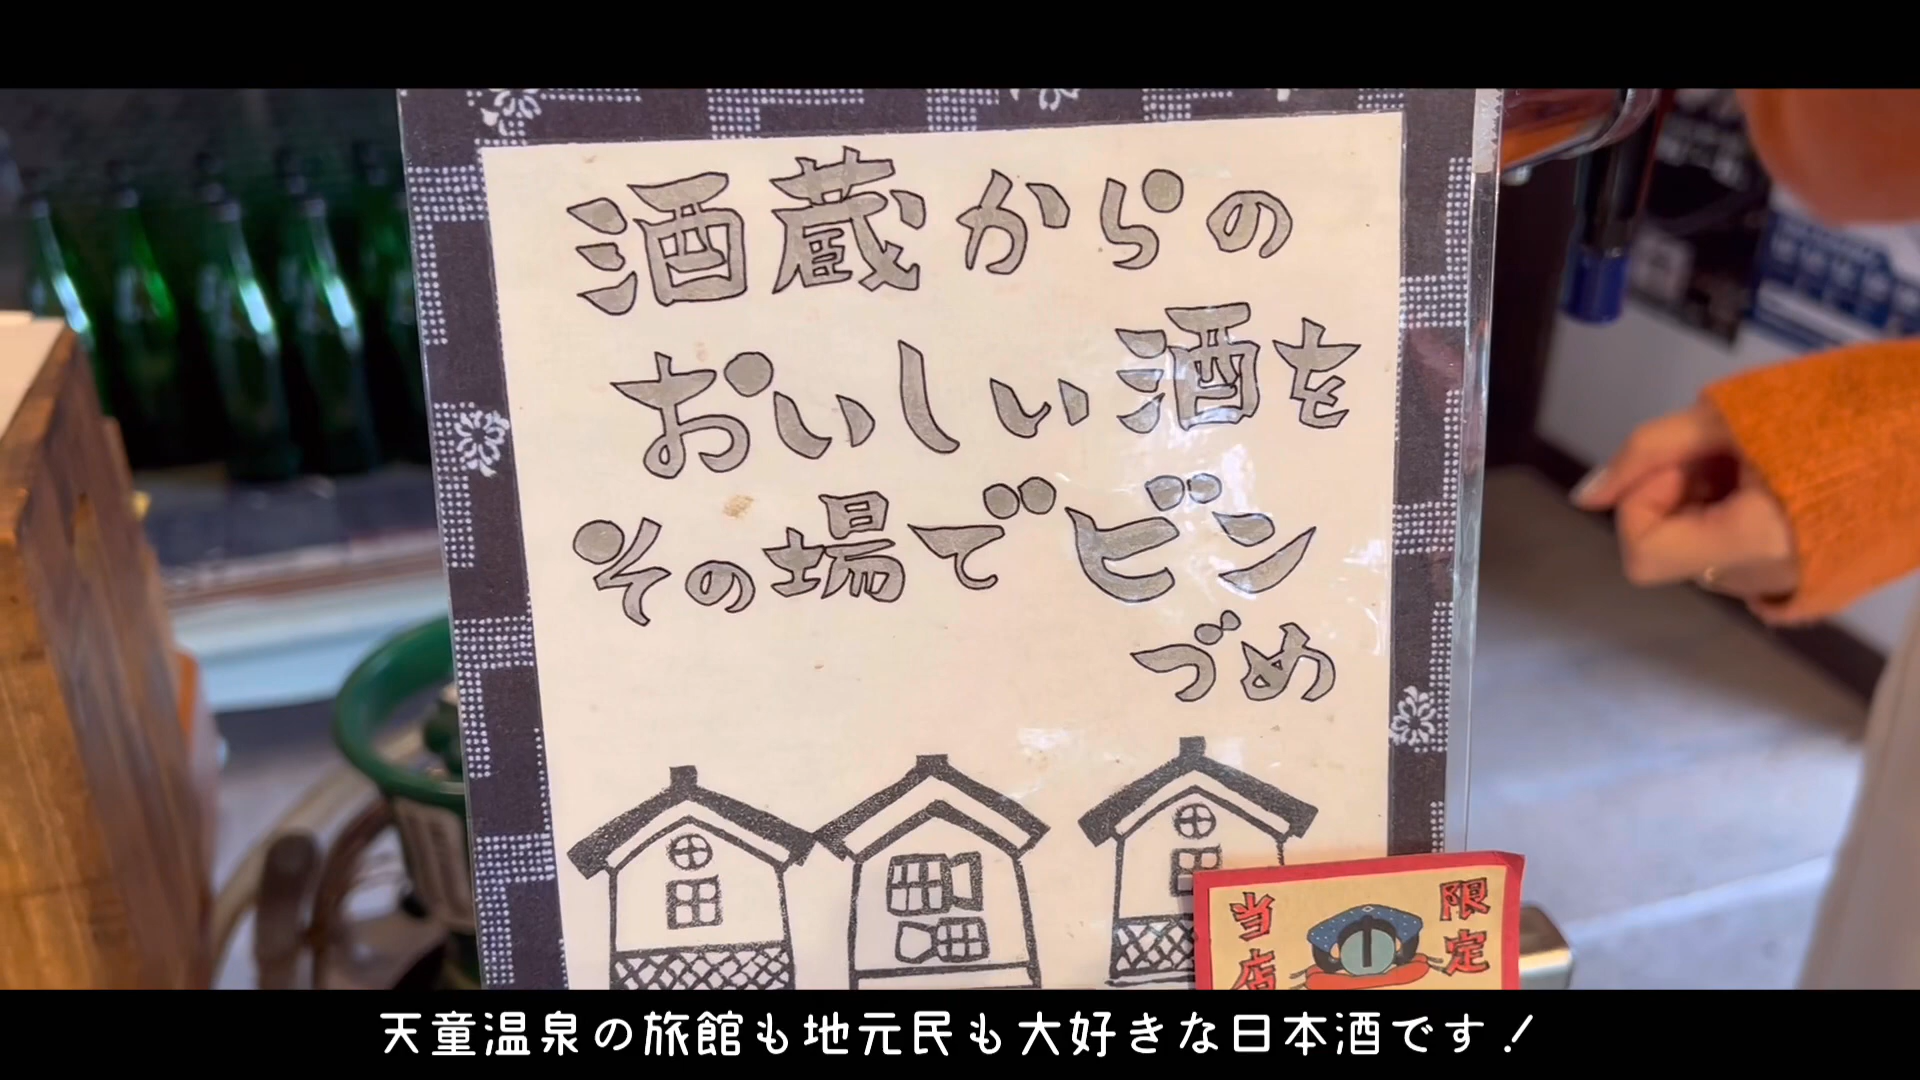 酒蔵からの
おいしい酒を
その場でビン
づめ
限定
当店
天童温泉の旅館も地元民も大好きな日本酒です！